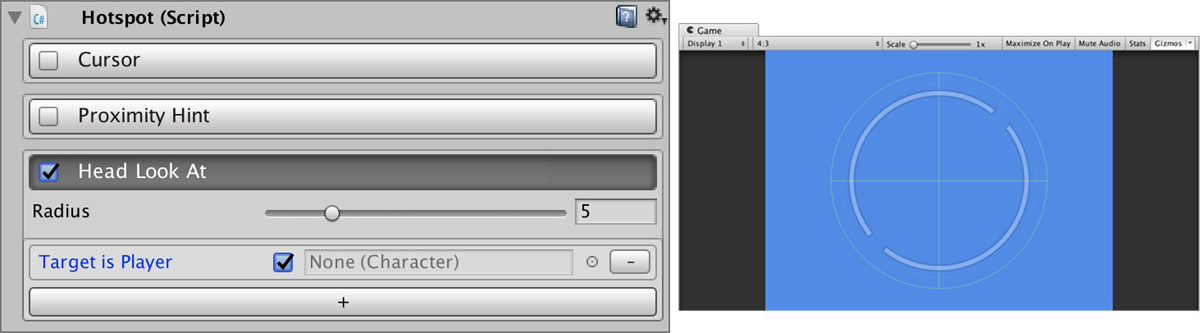 C#
Hotspot (Script)
?
Cursor
Proximity Hint
Head Look At
Radius
5
Target is Player
None (Character)
-
+
Game
Display 1
4:3
Scale
1x
Maximize On Play
Mute Audio
Stats
Gizmos